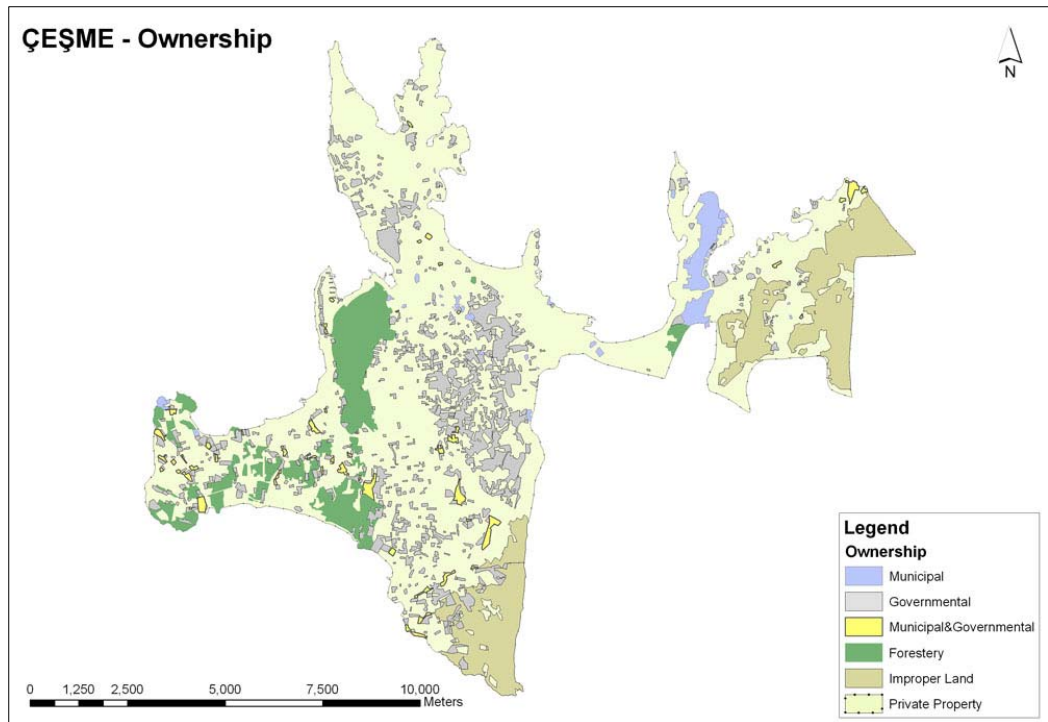 ÇEŞME - Ownership
N
Legend
Ownership
Municipal
Governmental
Municipal&Governmental
Forestery
Improper Land
Private Property
0 1,250 2,500 5,000 7,500 10,000
Meters